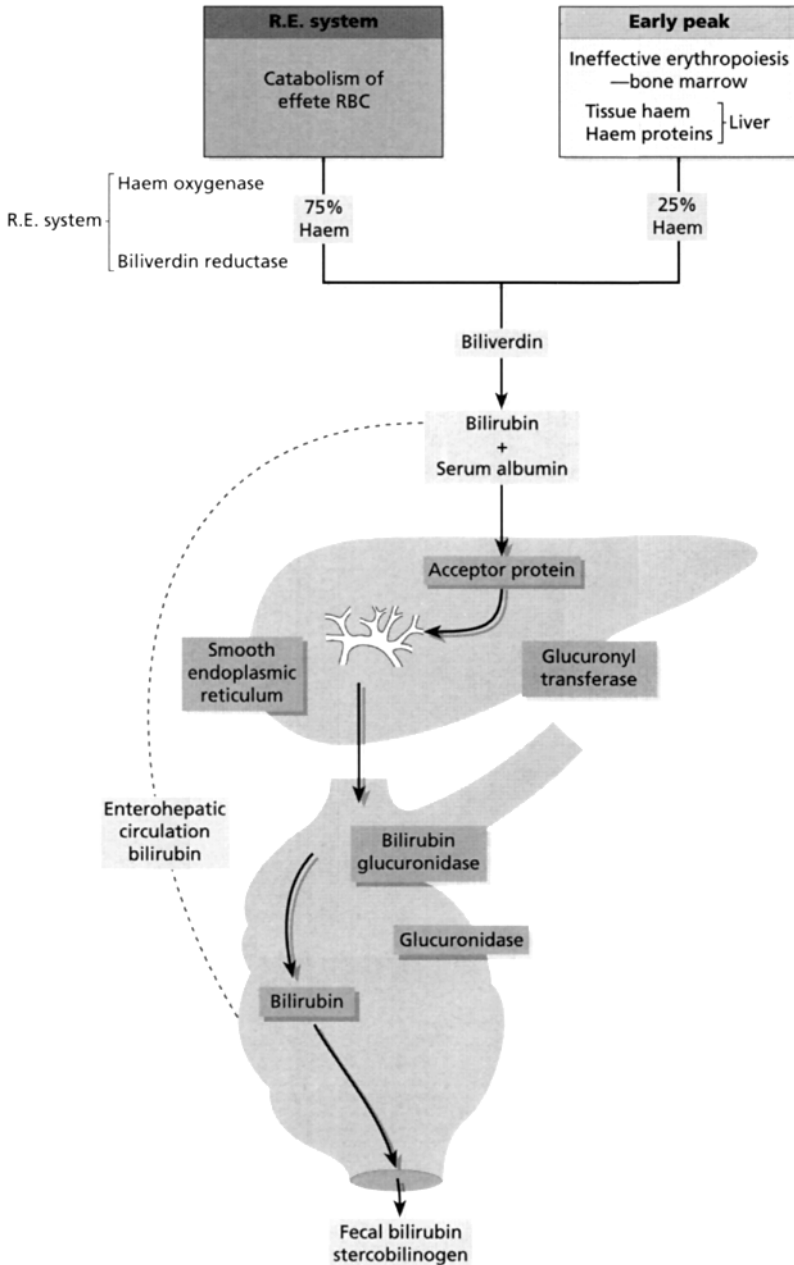 R.E. system
Catabolism of
effete RBC
Early peak
Ineffective erythropoiesis
—bone marrow
Tissue haem
Haem proteins
Liver
R.E. system
Haem oxygenase
Biliverdin reductase
75%
Haem
25%
Haem
Biliverdin
Bilirubin
+
Serum albumin
Acceptor protein
Smooth
endoplasmic
reticulum
Glucuronyl
transferase
Enterohepatic
circulation
bilirubin
Bilirubin
glucuronidase
Glucuronidase
Bilirubin
Fecal bilirubin
stercobilinogen